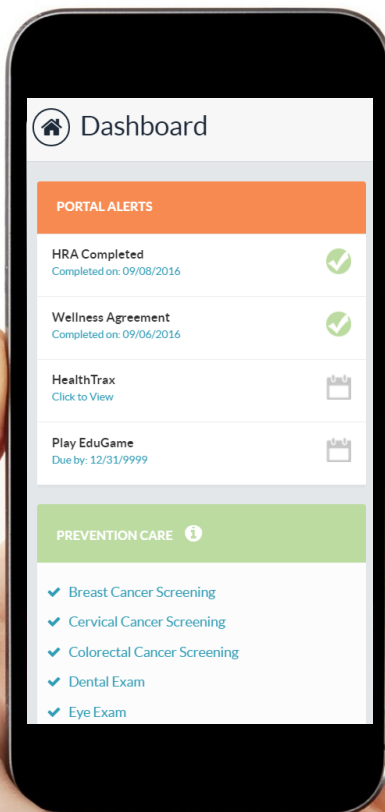 Dashboard
PORTAL ALERTS
HRA Completed
Completed on: 09/08/2016
Wellness Agreement
Completed on: 09/06/2016
HealthTrax
Click to View
Play EduGame
Due by: 12/31/9999
PREVENTION CARE
Breast Cancer Screening
Cervical Cancer Screening
Colorectal Cancer Screening
Dental Exam
Eye Exam